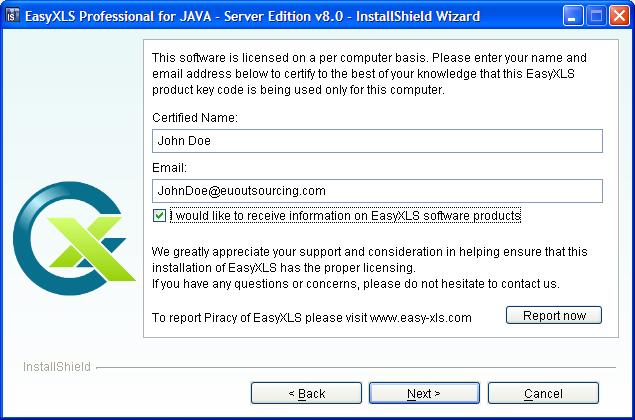 EasyXLS Professional for JAVA - Server Edition v8.0 - InstallShield Wizard
This software is licensed on a per computer basis. Please enter your name and
email address below to certify to the best of your knowledge that this EasyXLS
product key code is being used only for this computer.
Certified Name:
John Doe
Email:
JohnDoe@euoutsourcing.com
I would like to receive information on EasyXLS software products
We greatly appreciate your support and consideration in helping ensure that this
installation of EasyXLS has the proper licensing.
If you have any questions or concerns, please do not hesitate to contact us.
To report Piracy of EasyXLS please visit www.easy-xls.com
Report now
InstallShield
< Back
Next >
Cancel